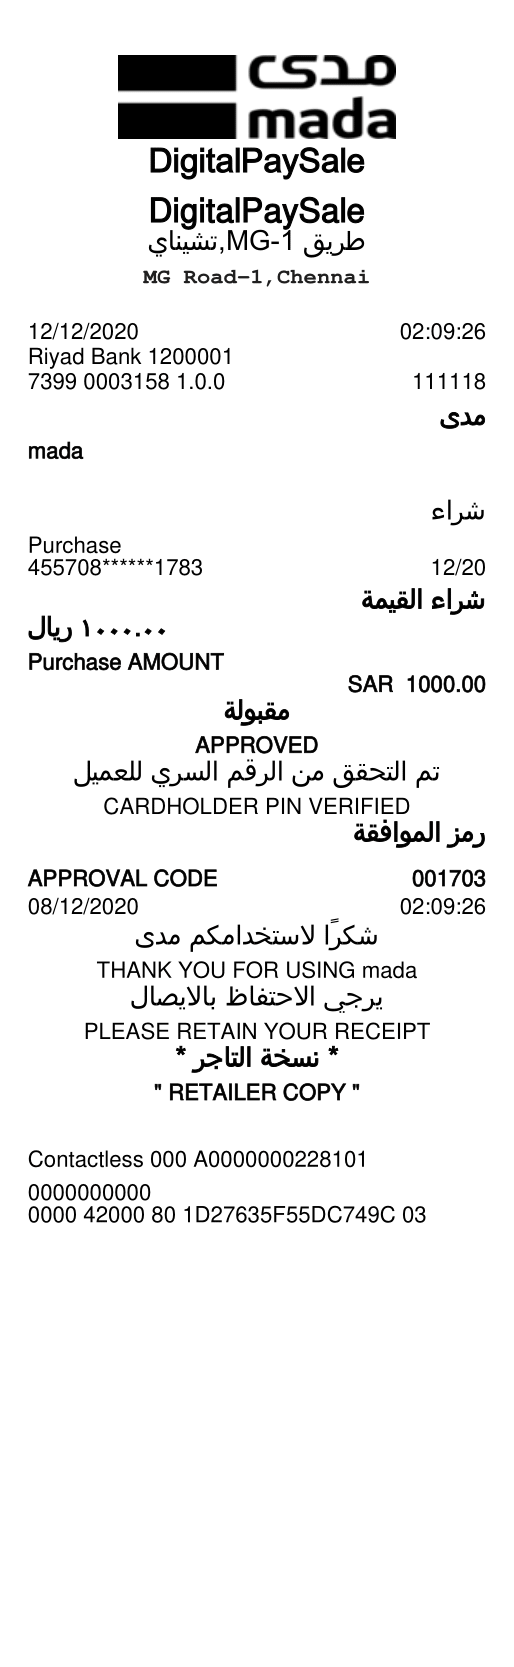 مدى
mada
DigitalPaySale
DigitalPaySale
طريق MG-1,تشيناي
MG Road-1,Chennai
12/12/2020 02:09:26
Riyad Bank 1200001
7399 0003158 1.0.0 111118
مدى
mada
شراء
Purchase
455708******1783 12/20
شراء القيمة
١٠٠٠.٠٠ ريال
Purchase AMOUNT
SAR 1000.00
مقبولة
APPROVED
تم التحقق من الرقم السري للعميل
CARDHOLDER PIN VERIFIED
رمز الموافقة
APPROVAL CODE 001703
08/12/2020 02:09:26
شكرًا لاستخدامكم مدى
THANK YOU FOR USING mada
يرجي الاحتفاظ بالايصال
PLEASE RETAIN YOUR RECEIPT
* نسخة التاجر *
" RETAILER COPY "
Contactless 000 A0000000228101
0000000000
0000 42000 80 1D27635F55DC749C 03